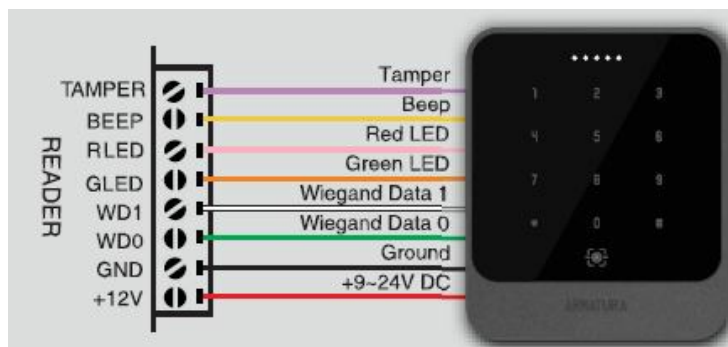 TAMPER Tamper
BEEP Beep
RLED Red LED
GLED Green LED
WD1 Wiegand Data 1
WD0 Wiegand Data 0
GND Ground
+12V +9~24V DC
READER
1 2 3
4 5 6
7 8 9
* 0 #
ARMATURA